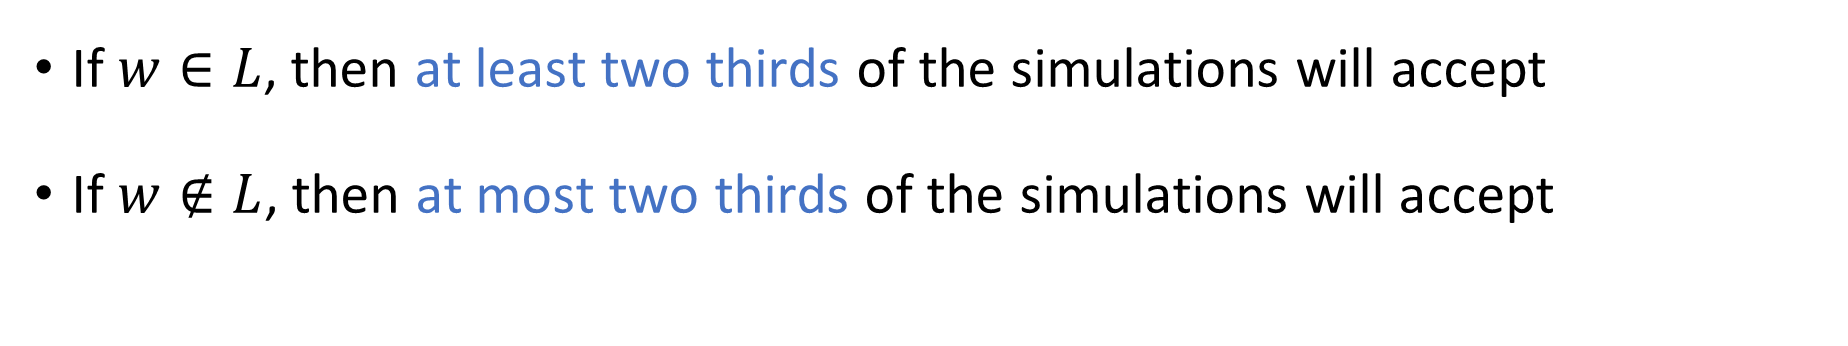 • If 𝑤 ∈ 𝐿, then at least two thirds of the simulations will accept
• If 𝑤 ∉ 𝐿, then at most two thirds of the simulations will accept